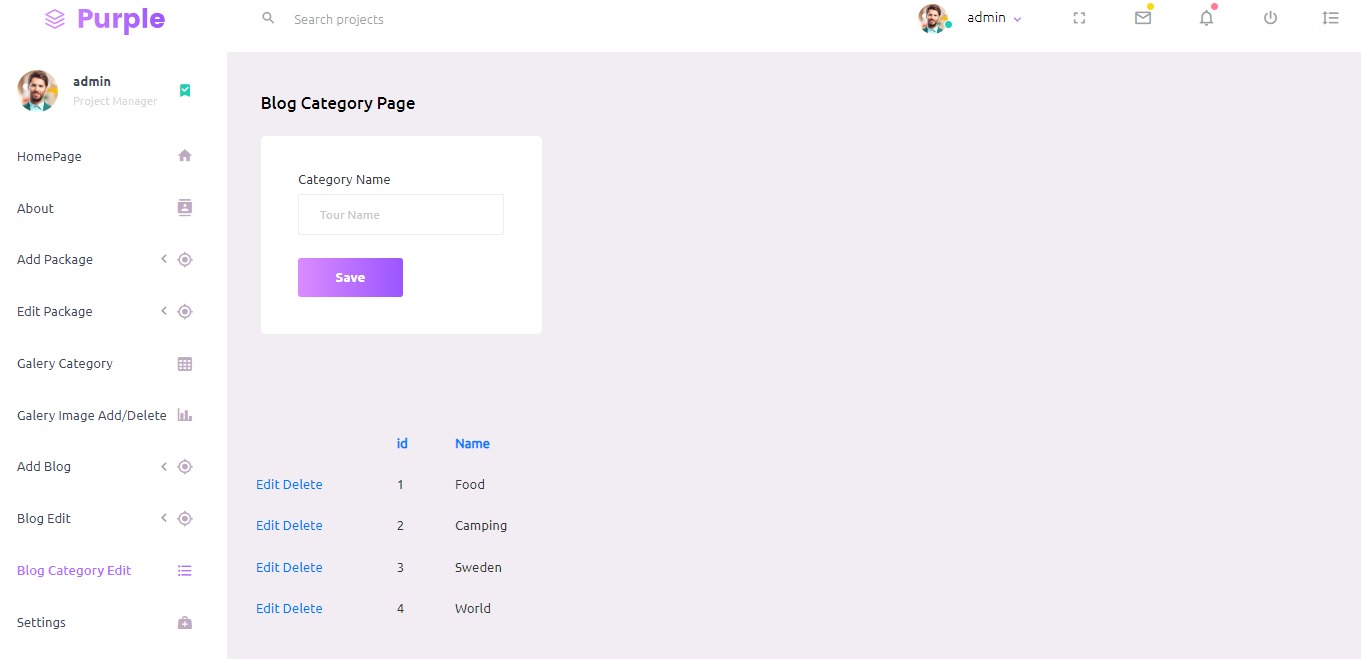 Purple
Search projects
admin
admin
Project Manager
HomePage
About
Add Package
Edit Package
Galery Category
Galery Image Add/Delete
Add Blog
Blog Edit
Blog Category Edit
Settings
Blog Category Page
Category Name
Tour Name
Save
id Name
Edit Delete 1 Food
Edit Delete 2 Camping
Edit Delete 3 Sweden
Edit Delete 4 World